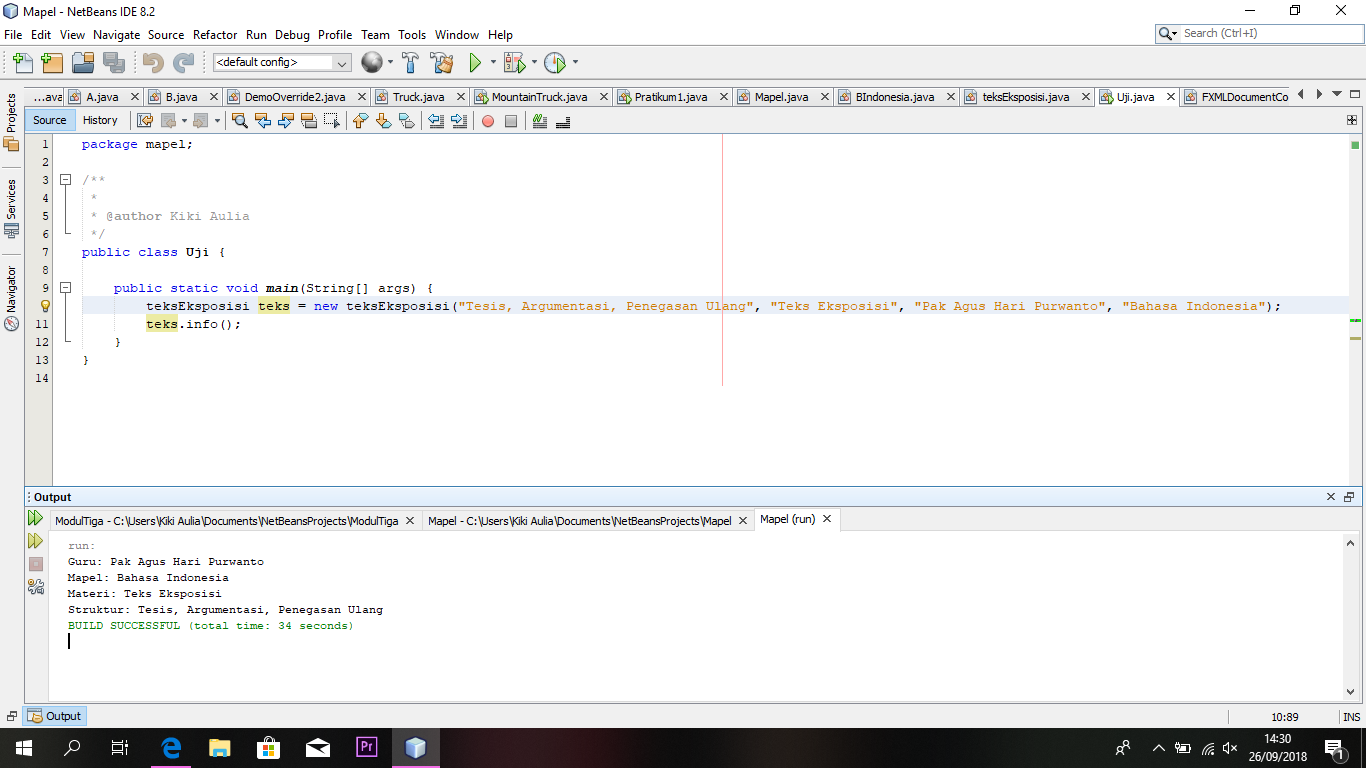 Mapel - NetBeans IDE 8.2
File Edit View Navigate Source Refactor Run Debug Profile Team Tools Window Help
Search (Ctrl+I)
<default config>
...ava A.java B.java DemoOverride2.java Truck.java MountainTruck.java Pratikum1.java Mapel.java BIndonesia.java teksEksposisi.java Uji.java FXMLDocumentCo
Projects
Services
Navigator
Source History
1 package mapel;
2
3 /**
4 *
5 * @author Kiki Aulia
6 */
7 public class Uji {
8
9 public static void main(String[] args) {
teksEksposisi teks = new teksEksposisi("Tesis, Argumentasi, Penegasan Ulang", "Teks Eksposisi", "Pak Agus Hari Purwanto", "Bahasa Indonesia");
11 teks.info();
12 }
13 }
14
Output
ModulTiga - C:\Users\Kiki Aulia\Documents\NetBeansProjects\ModulTiga Mapel - C:\Users\Kiki Aulia\Documents\NetBeansProjects\Mapel Mapel (run)
run:
Guru: Pak Agus Hari Purwanto
Mapel: Bahasa Indonesia
Materi: Teks Eksposisi
Struktur: Tesis, Argumentasi, Penegasan Ulang
BUILD SUCCESSFUL (total time: 34 seconds)
Output
10:89 INS
Pr
14:30
26/09/2018
1